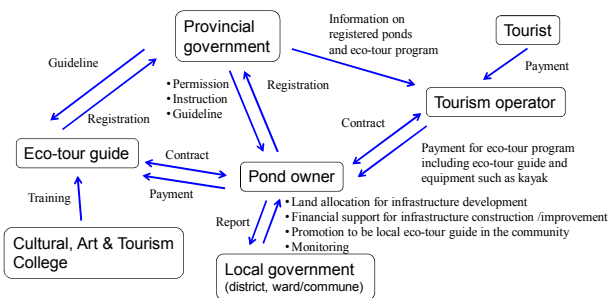 Provincial
government
Information on
registered ponds
and eco-tour program
Tourist
Guideline
Payment
• Permission
• Instruction
• Guideline
Registration
Tourism operator
Registration
Contract
Eco-tour guide
Contract
Payment for eco-tour program
including eco-tour guide and
equipment such as kayak
Payment
Pond owner
Training
• Land allocation for infrastructure development
• Financial support for infrastructure construction /improvement
• Promotion to be local eco-tour guide in the community
• Monitoring
Report
Cultural, Art & Tourism
College
Local government
(district, ward/commune)